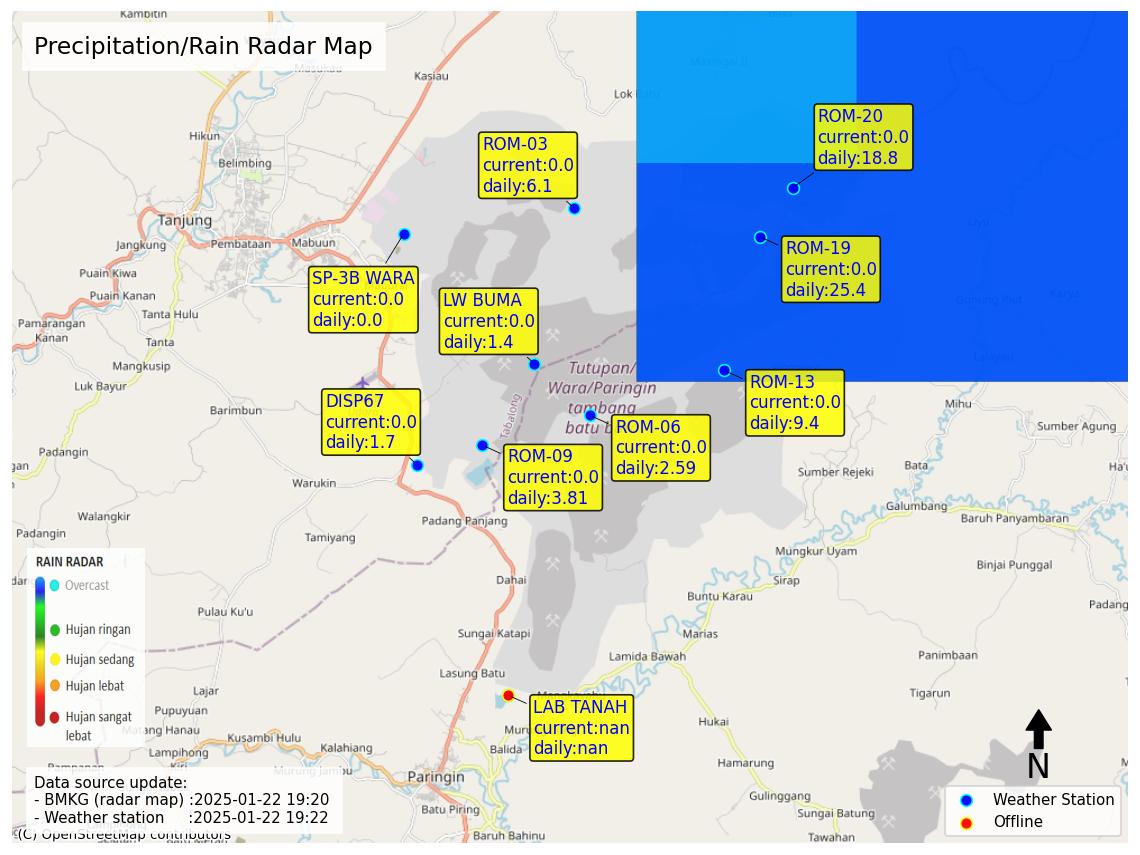 Kambitin
Precipitation/Rain Radar Map
Masukau
Kasiau
Hikun
Belimbing
Tanjung
Jangkung
Pembataan
Mabuun
Puain Kiwa
Puain Kanan
Tanta Hulu
Pamarangan
Kanan
Tanta
Mangkusip
Luk Bayur
Barimbun
Padangin
Warukin
Walangkir
Padangin
Tamiyang
Padang Panjang
Tabalong
Tutupan/
Wara/Paringin
tambang
ROM-03
current:0.0
daily:6.1
ROM-20
current:0.0
daily:18.8
ROM-19
current:0.0
daily:25.4
SP-3B WARA
current:0.0
daily:0.0
LW BUMA
current:0.0
daily:1.4
ROM-13
current:0.0
daily:9.4
DISP67
current:0.0
daily:1.7
ROM-06
current:0.0
daily:2.59
ROM-09
current:0.0
daily:3.81
Mihu
Sumber Agung
Sumber Rejeki
Bata
Galumbang
Baruh Panyambaran
Mungkur Uyam
Binjai Punggal
Sirap
Buntu Karau
Marias
Lamida Bawah
Panimbaan
Tigarun
Hukai
Hamarung
Gulinggang
Sungai Batung
Tawahan
Dahai
Sungai Katapi
Lasung Batu
Pulau Ku'u
Lajar
Pupuyuan
Matang Hanau
Lampihong
Kusambi Hulu
Kalahiang
Murung Jambu
Paringin
Balida
Batu Piring
Baruh Bahinu
LAB TANAH
current:nan
daily:nan
RAIN RADAR
Overcast
Hujan ringan
Hujan sedang
Hujan lebat
Hujan sangat
lebat
Data source update:
- BMKG (radar map) :2025-01-22 19:20
- Weather station :2025-01-22 19:22
(C) OpenStreetMap contributors
N
Weather Station
Offline